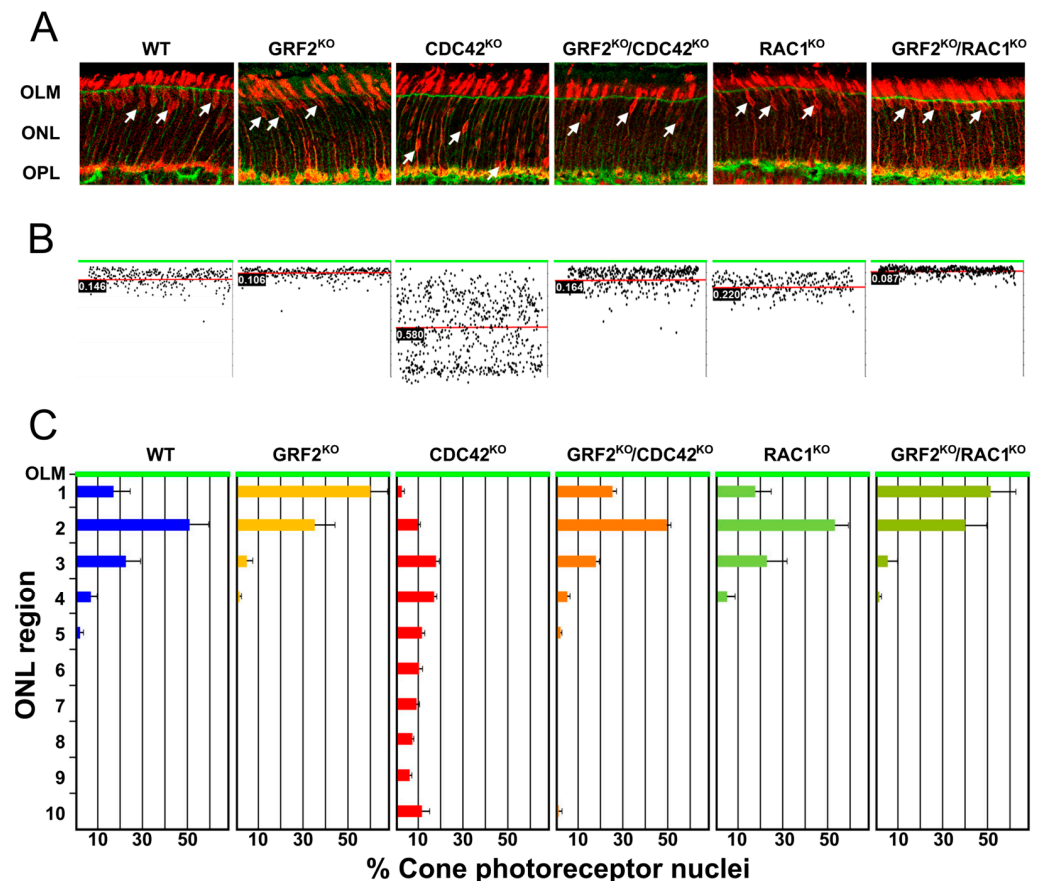 A
WT GRF2KO CDC42KO GRF2KO/CDC42KO RAC1KO GRF2KO/RAC1KO
OLM
ONL
OPL
B
0.146 0.106 0.580 0.164 0.220 0.087
C
WT GRF2KO CDC42KO GRF2KO/CDC42KO RAC1KO GRF2KO/RAC1KO
OLM
1
2
3
4
5
6
7
8
9
10
ONL region
10 30 50 10 30 50 10 30 50 10 30 50 10 30 50 10 30 50
% Cone photoreceptor nuclei